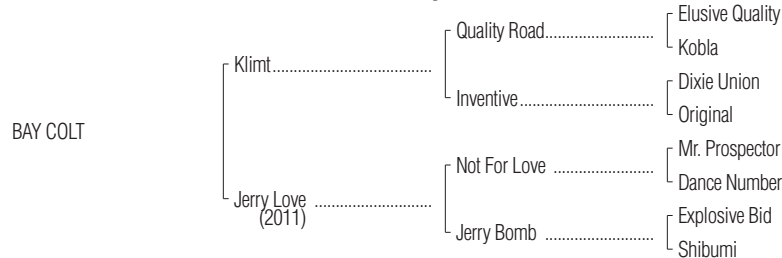 Elusive Quality
Quality Road
Kobla
Klimt
Dixie Union
Inventive
Original
BAY COLT
Mr. Prospector
Not For Love
Dance Number
Jerry Love
(2011)
Explosive Bid
Jerry Bomb
Shibumi